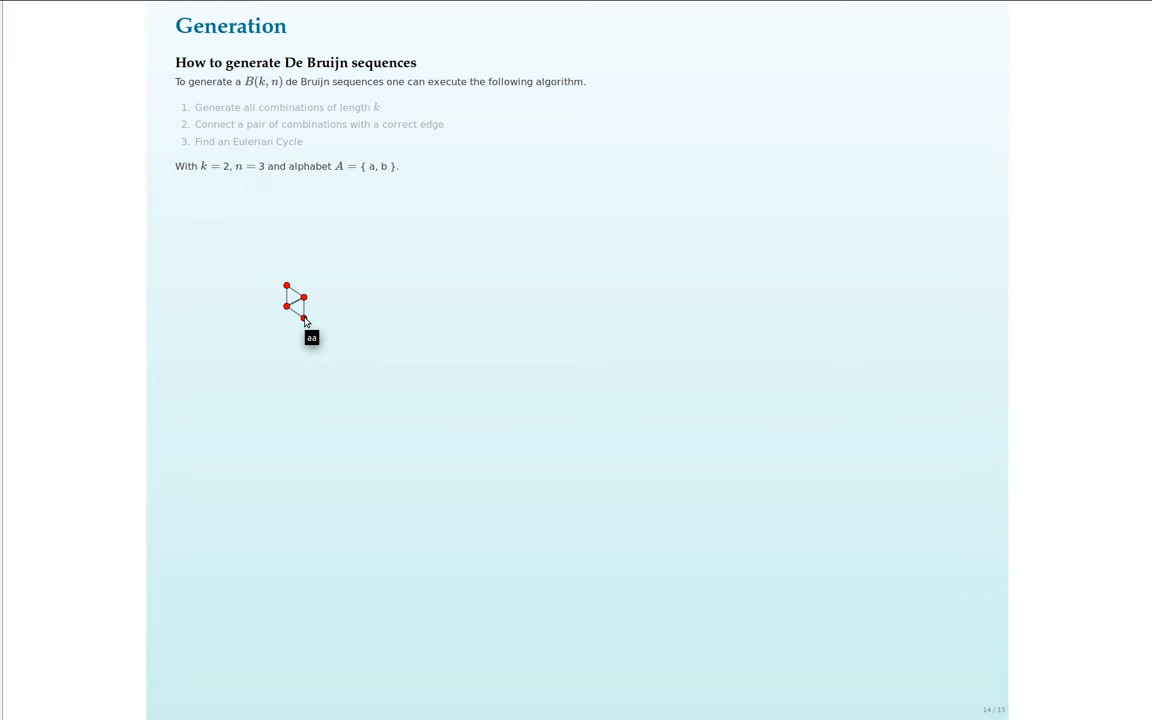 Generation
How to generate De Bruijn sequences
To generate a B(k, n) de Bruijn sequences one can execute the following algorithm.
1. Generate all combinations of length k
2. Connect a pair of combinations with a correct edge
3. Find an Eulerian Cycle
With k = 2, n = 3 and alphabet A = { a, b }.
aa
14 / 15